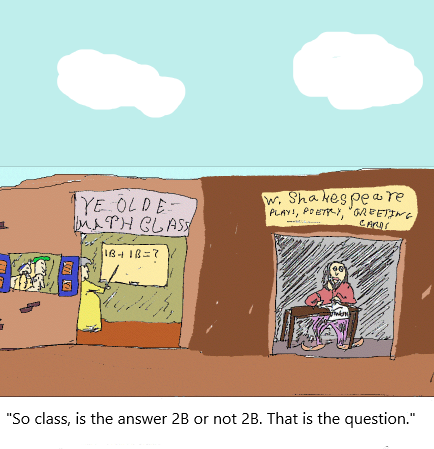 YE OLDE
MATH CLASS
W. Shakespeare
PLAYS, POETRY, GREETING
CARDS
1B + 1B = ?
"So class, is the answer 2B or not 2B. That is the question."